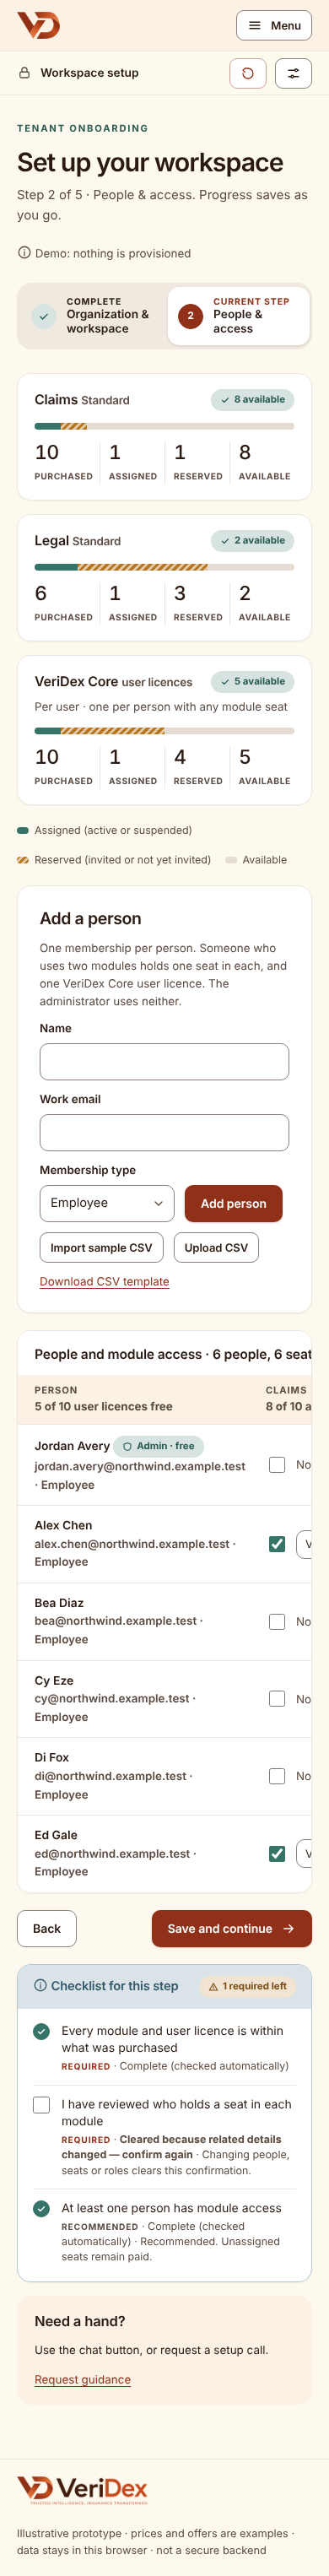 Menu
Workspace setup
TENANT ONBOARDING
Set up your workspace
Step 2 of 5 · People & access. Progress saves as
you go.
Demo: nothing is provisioned
COMPLETE
Organization &
workspace
2
CURRENT STEP
People &
access
Claims Standard
8 available
10
1
1
8
PURCHASED
ASSIGNED
RESERVED
AVAILABLE
Legal Standard
2 available
6
1
3
2
PURCHASED
ASSIGNED
RESERVED
AVAILABLE
VeriDex Core user licences
5 available
Per user · one per person with any module seat
10
1
4
5
PURCHASED
ASSIGNED
RESERVED
AVAILABLE
Assigned (active or suspended)
Reserved (invited or not yet invited)
Available
Add a person
One membership per person. Someone who
uses two modules holds one seat in each, and
one VeriDex Core user licence. The
administrator uses neither.
Name
Work email
Membership type
Employee
Add person
Import sample CSV
Upload CSV
Download CSV template
People and module access · 6 people, 6 seat
PERSON
CLAIMS
5 of 10 user licences free
8 of 10 a
Jordan Avery
Admin · free
jordan.avery@northwind.example.test
· Employee
No
Alex Chen
alex.chen@northwind.example.test ·
Employee
Bea Diaz
bea@northwind.example.test ·
Employee
No
Cy Eze
cy@northwind.example.test ·
Employee
No
Di Fox
di@northwind.example.test ·
Employee
No
Ed Gale
ed@northwind.example.test ·
Employee
Back
Save and continue
Checklist for this step
1 required left
Every module and user licence is within
what was purchased
REQUIRED · Complete (checked automatically)
I have reviewed who holds a seat in each
module
REQUIRED · Cleared because related details
changed — confirm again · Changing people,
seats or roles clears this confirmation.
At least one person has module access
RECOMMENDED · Complete (checked
automatically) · Recommended. Unassigned
seats remain paid.
Need a hand?
Use the chat button, or request a setup call.
Request guidance
VeriDex
TRUSTED INTELLIGENCE, INSURANCE TRANSFORMED
Illustrative prototype · prices and offers are examples ·
data stays in this browser · not a secure backend